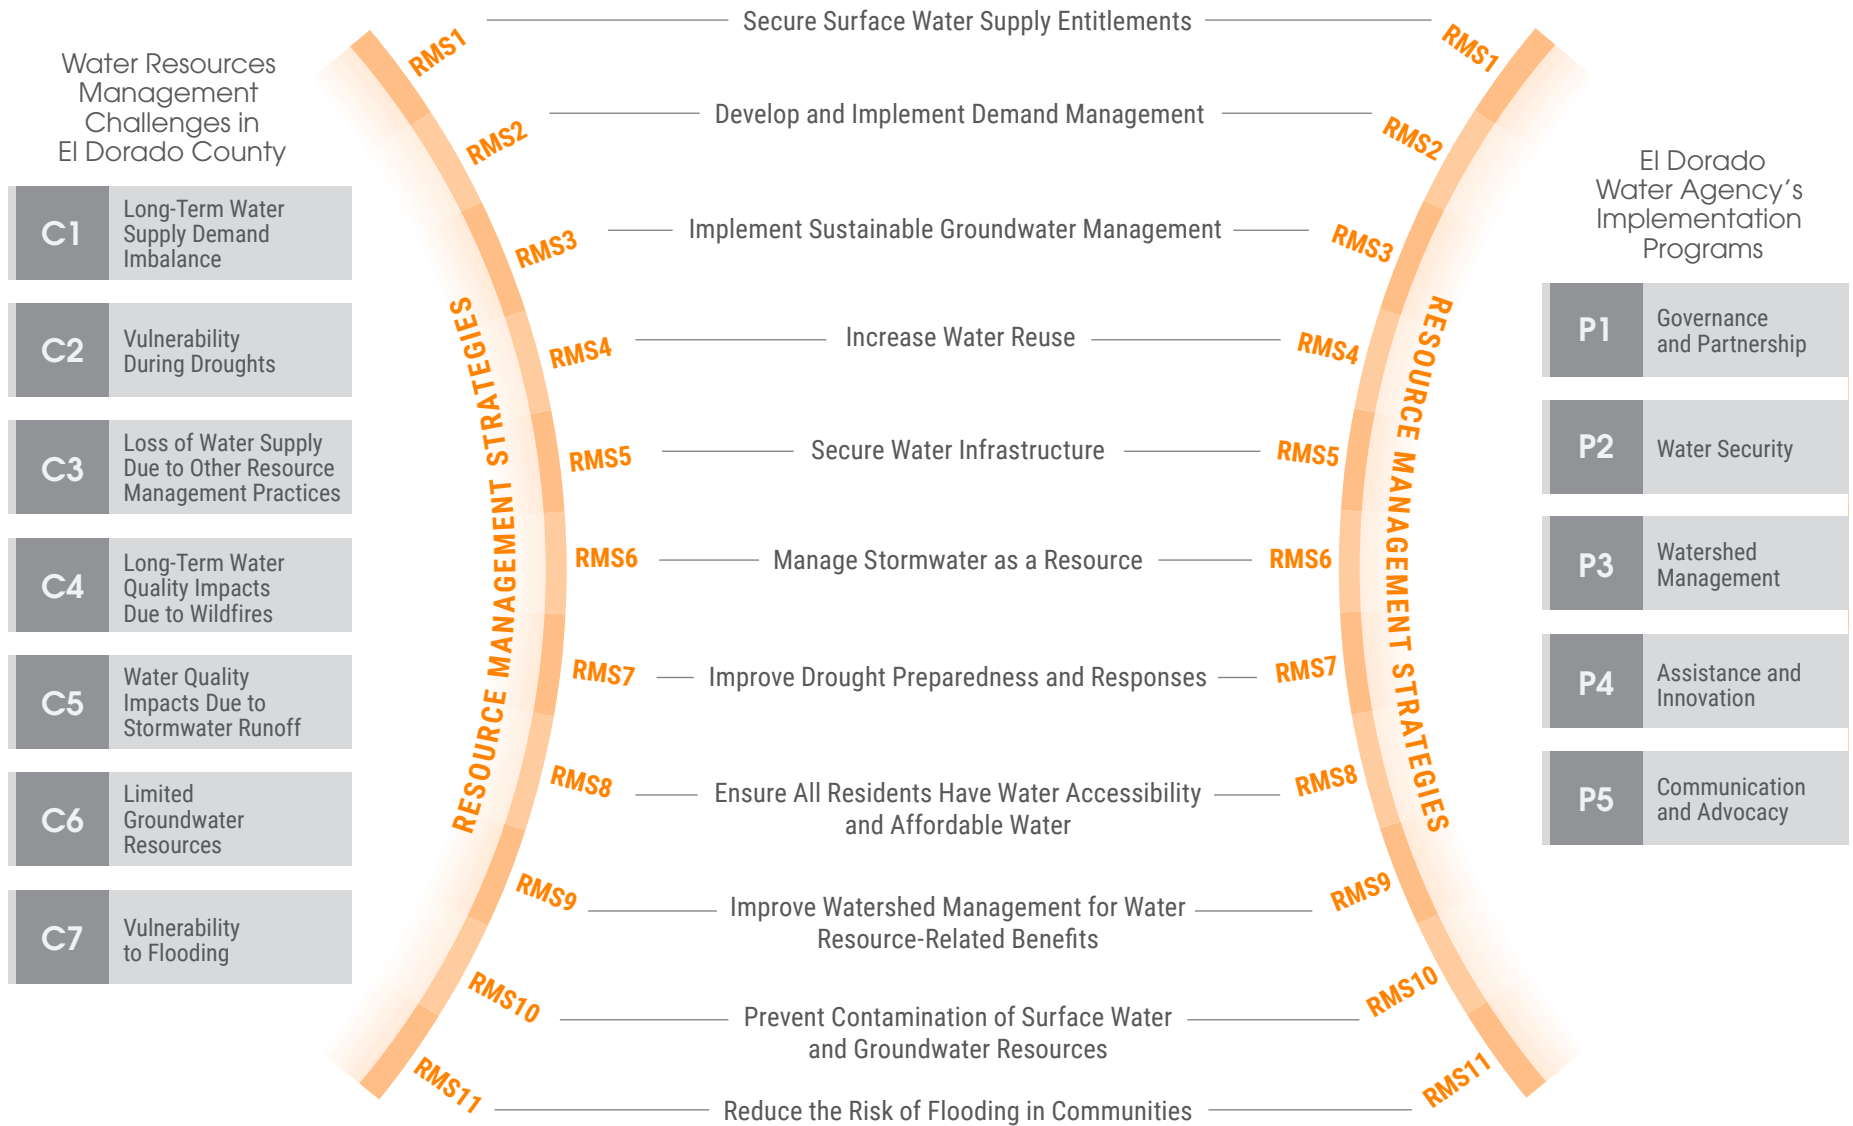 Water Resources
Management
Challenges in
El Dorado County
C1
Long-Term Water
Supply Demand
Imbalance
C2
Vulnerability
During Droughts
C3
Loss of Water Supply
Due to Other Resource
Management Practices
C4
Long-Term Water
Quality Impacts
Due to Wildfires
C5
Water Quality
Impacts Due to
Stormwater Runoff
C6
Limited
Groundwater
Resources
C7
Vulnerability
to Flooding
RESOURCE MANAGEMENT STRATEGIES
RMS1 Secure Surface Water Supply Entitlements RMS1
RMS2 Develop and Implement Demand Management RMS2
RMS3 Implement Sustainable Groundwater Management RMS3
RMS4 Increase Water Reuse RMS4
RMS5 Secure Water Infrastructure RMS5
RMS6 Manage Stormwater as a Resource RMS6
RMS7 Improve Drought Preparedness and Responses RMS7
RMS8 Ensure All Residents Have Water Accessibility RMS8
and Affordable Water
RMS9 Improve Watershed Management for Water RMS9
Resource-Related Benefits
RMS10 Prevent Contamination of Surface Water RMS10
and Groundwater Resources
RMS11 Reduce the Risk of Flooding in Communities RMS11
RESOURCE MANAGEMENT STRATEGIES
El Dorado
Water Agency's
Implementation
Programs
P1
Governance
and Partnership
P2
Water Security
P3
Watershed
Management
P4
Assistance and
Innovation
P5
Communication
and Advocacy